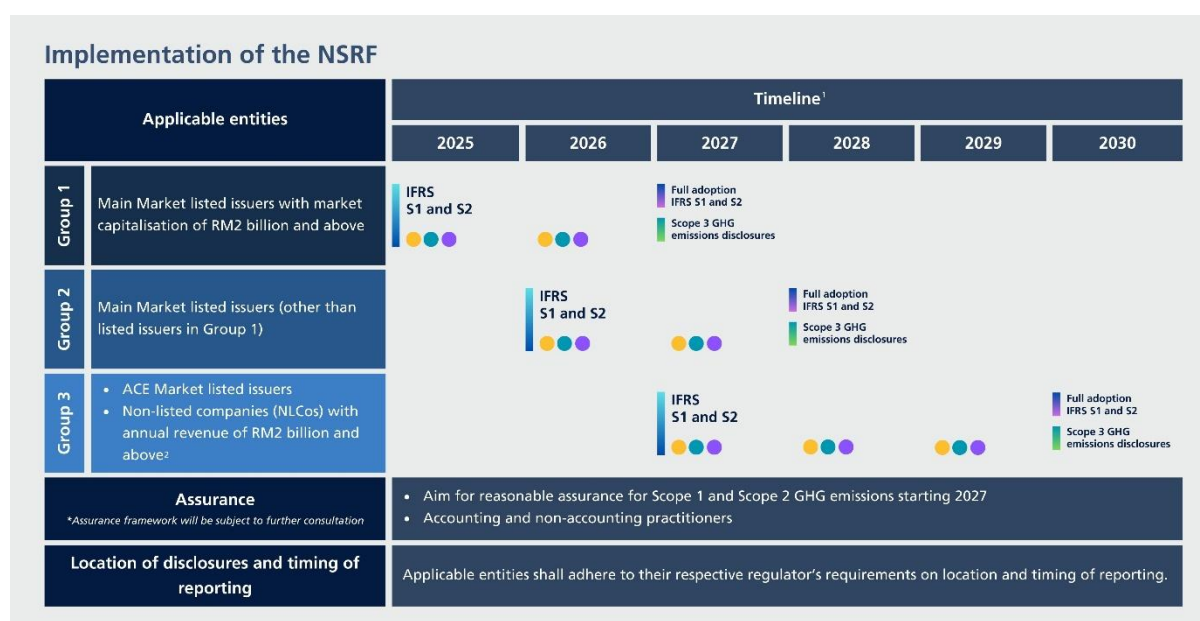 Implementation of the NSRF
Applicable entities
Timeline¹
2025
2026
2027
2028
2029
2030
Group 1
Main Market listed issuers with market
capitalisation of RM2 billion and above
IFRS
S1 and S2
Full adoption
IFRS S1 and S2
Scope 3 GHG
emissions disclosures
Group 2
Main Market listed issuers (other than
listed issuers in Group 1)
IFRS
S1 and S2
Full adoption
IFRS S1 and S2
Scope 3 GHG
emissions disclosures
Group 3
• ACE Market listed issuers
• Non-listed companies (NLCos) with
annual revenue of RM2 billion and
above²
IFRS
S1 and S2
Full adoption
IFRS S1 and S2
Scope 3 GHG
emissions disclosures
Assurance
*Assurance framework will be subject to further consultation
• Aim for reasonable assurance for Scope 1 and Scope 2 GHG emissions starting 2027
• Accounting and non-accounting practitioners
Location of disclosures and timing of
reporting
Applicable entities shall adhere to their respective regulator's requirements on location and timing of reporting.